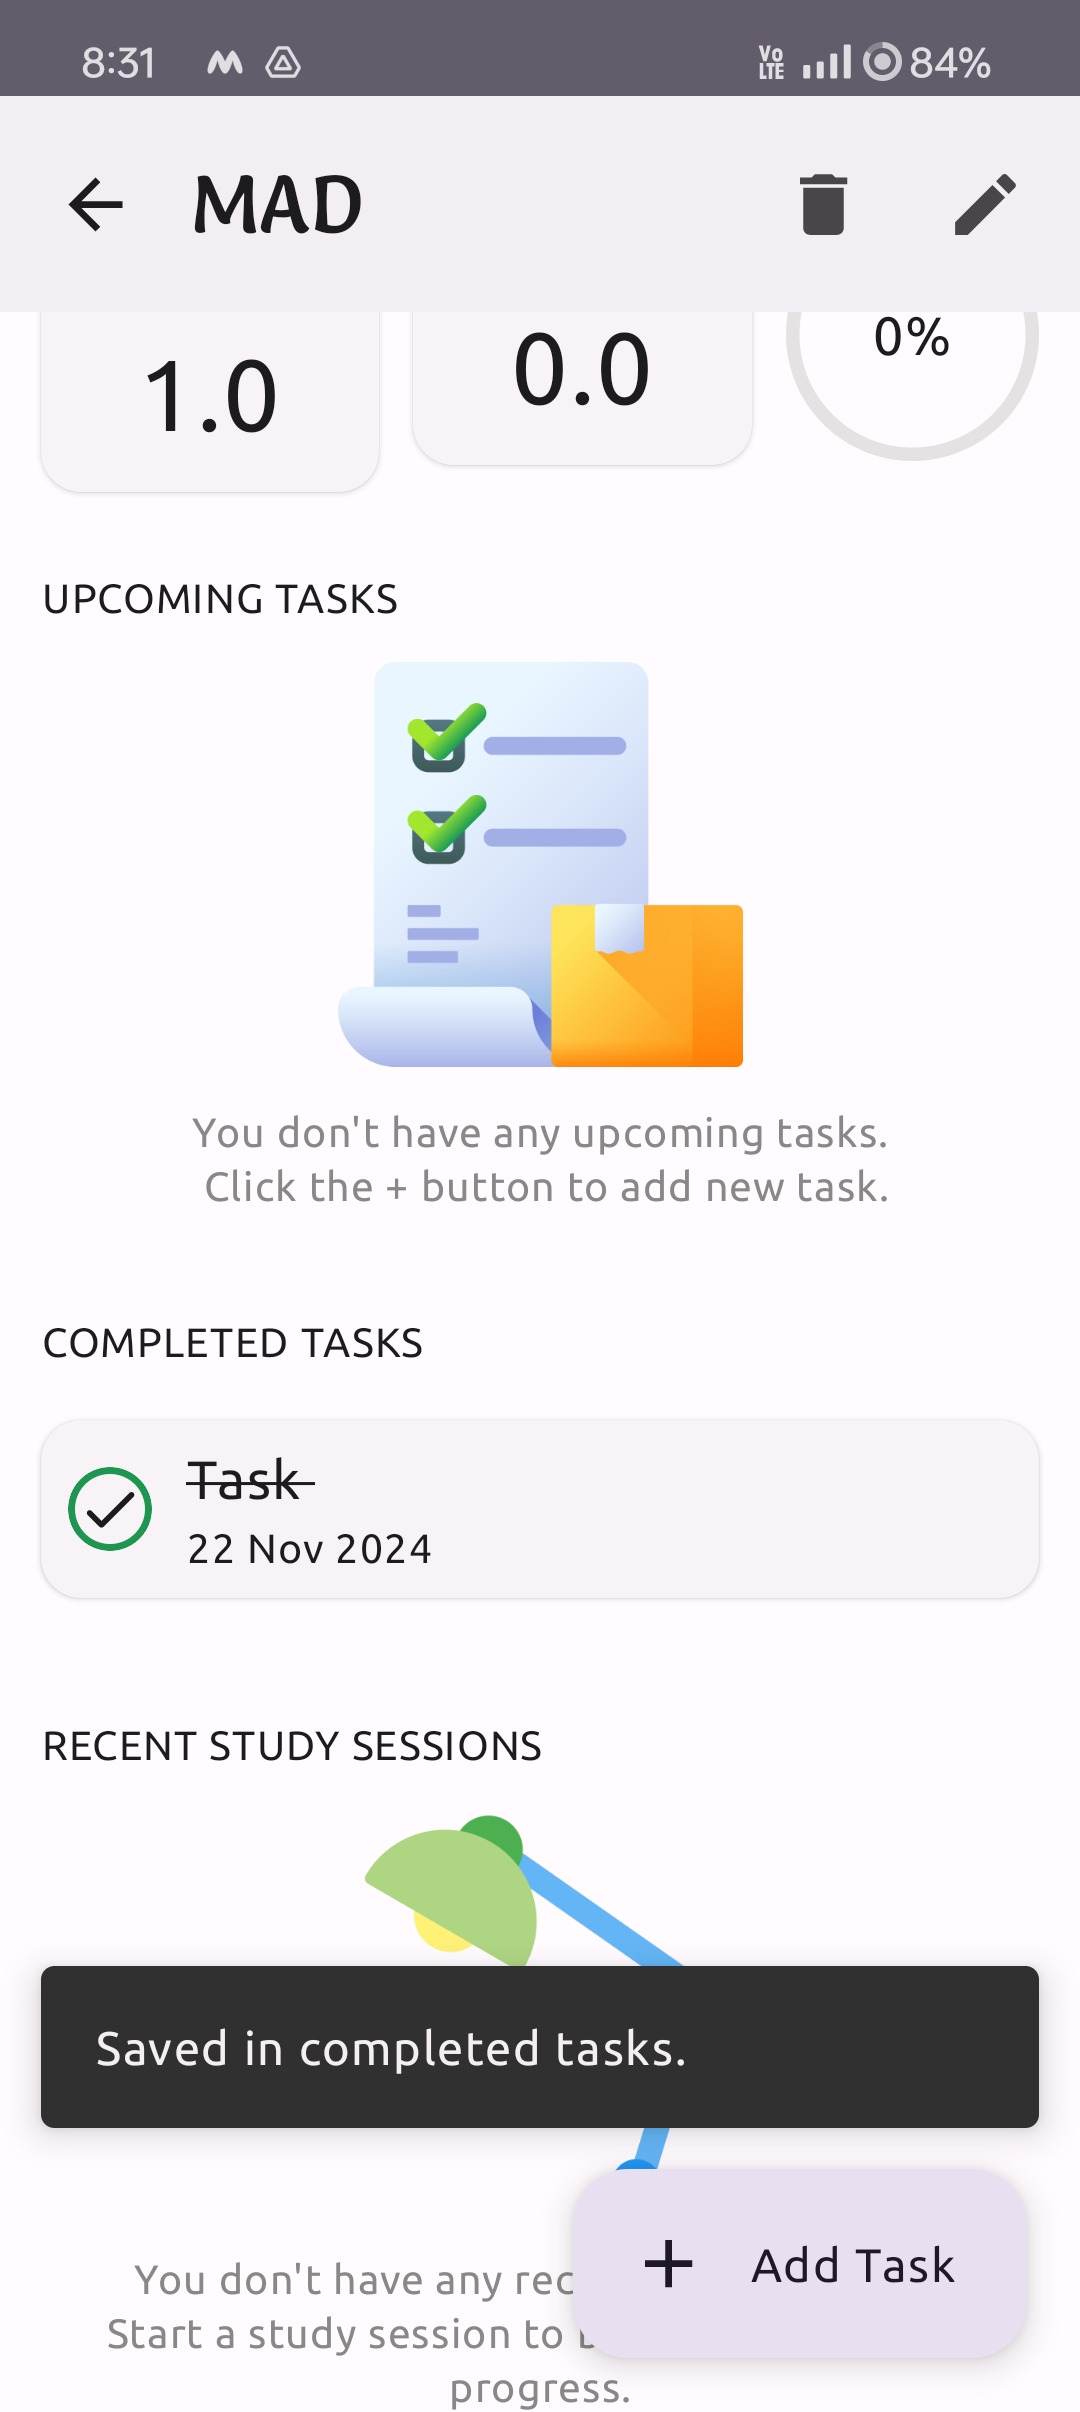 8:31
Vo
LTE
84%
MAD
1.0
0.0
0%
UPCOMING TASKS
You don't have any upcoming tasks.
Click the + button to add new task.
COMPLETED TASKS
Task
22 Nov 2024
RECENT STUDY SESSIONS
Saved in completed tasks.
Add Task
You don't have any
Start a study session to
progress.